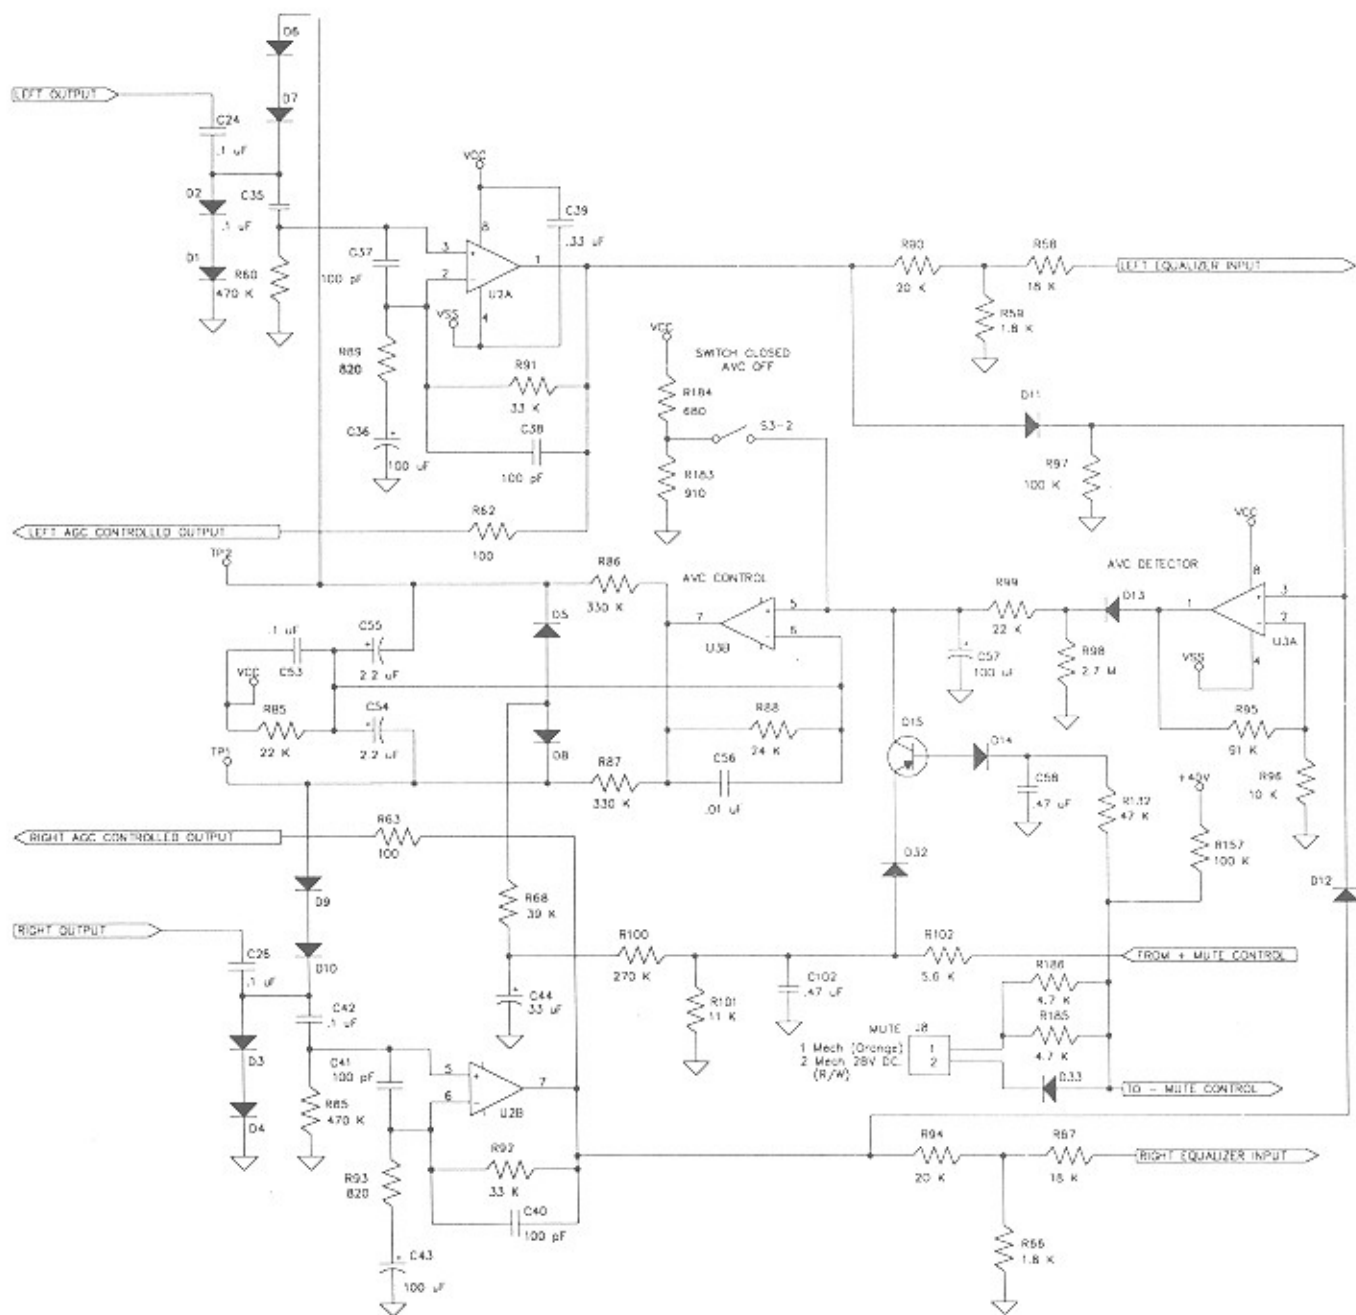 D6
LEFT OUTPUT
D7
C24
.1 uF
VCC
D2
C35
.1 uF
C39
.33 uF
8
3
2
1
U2A
C37
100 pF
D1
R60
470 K
VSS
4
R90
20 K
R58
18 K
LEFT EQUALIZER INPUT
R59
1.8 K
R89
820
R91
33 K
VCC
SWITCH CLOSED
AVC OFF
R184
680
S3-2
D11
C36
100 uF
C38
100 pF
R183
910
R97
100 K
LEFT AGC CONTROLLED OUTPUT
R62
100
VCC
TP2
R86
330 K
AVC CONTROL
AVC DETECTOR
D13
8
3
2
1
U3A
R99
22 K
5
6
7
U3B
D5
.1 uF
C53
C55
2.2 uF
VCC
C57
100 uF
R98
2.7 M
VSS
4
R85
22 K
C54
2.2 uF
R88
24 K
R95
91 K
TP1
D8
R87
330 K
C56
.01 uF
D14
C58
.47 uF
R132
47 K
+40V
R96
10 K
RIGHT AGC CONTROLLED OUTPUT
R63
100
R157
100 K
D32
D12
D9
R68
39 K
RIGHT OUTPUT
C25
.1 uF
D10
R100
270 K
R102
5.6 K
FROM + MUTE CONTROL
C44
C102
.47 uF
R101
11 K
R186
4.7 K
R185
4.7 K
C42
.1 uF
MUTE
J8
1 Mech (Orange)
2 Mech 28V DC.
(R/W)
1
2
D3
C41
100 pF
5
6
7
U2B
D33
TO - MUTE CONTROL
D4
470 K
R92
33 K
R94
20 K
R67
18 K
RIGHT EQUALIZER INPUT
R93
820
C40
100 pF
R66
1.8 K
C43
100 uF